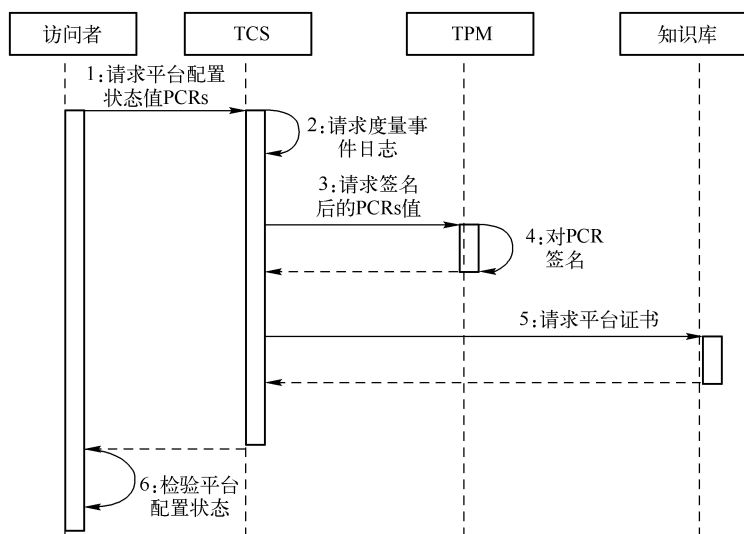 访问者
TCS
TPM
知识库
1:请求平台配置
状态值PCRs
2:请求度量事
件日志
3:请求签名
后的PCRs值
4:对PCR
签名
5:请求平台证书
6:检验平台
配置状态